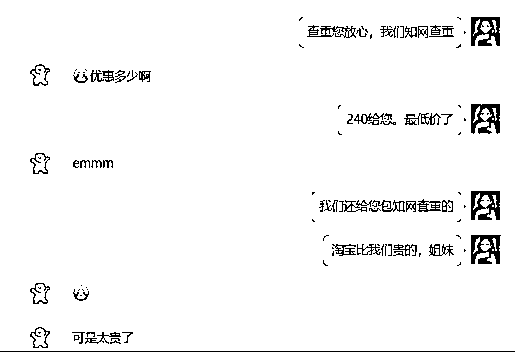 查重您放心，我们知网查重
优惠多少啊
240给您。最低价了
emmm
我们还给您包知网查重的
淘宝比我们贵的，姐妹
可是太贵了